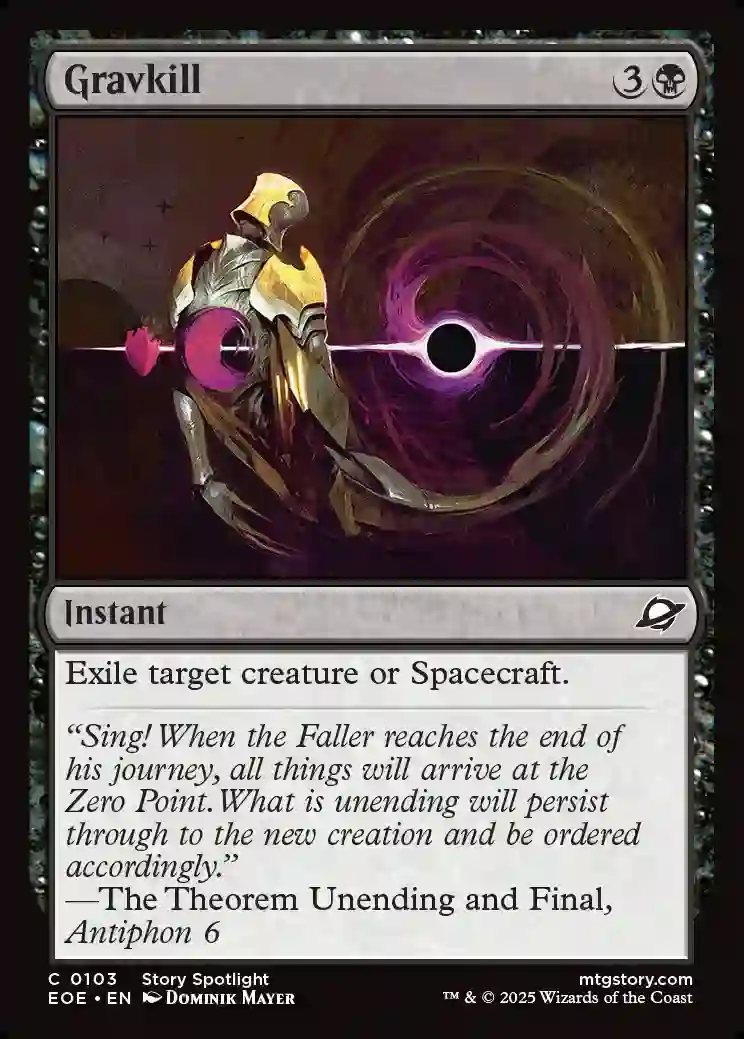 Gravkill 3
Instant
Exile target creature or Spacecraft.
“Sing! When the Faller reaches the end of
his journey, all things will arrive at the
Zero Point. What is unending will persist
through to the new creation and be ordered
accordingly.”
—The Theorem Unending and Final,
Antiphon 6
C 0103 Story Spotlight mtgstory.com
EOE • EN Dominik Mayer ™ & © 2025 Wizards of the Coast